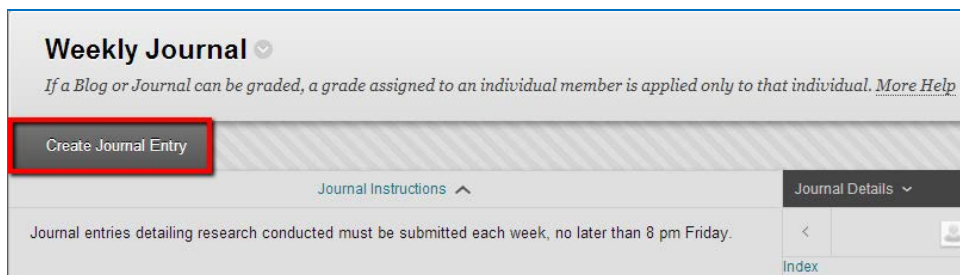 Weekly Journal
If a Blog or Journal can be graded, a grade assigned to an individual member is applied only to that individual. More Help
Create Journal Entry
Journal Instructions
Journal Details
Journal entries detailing research conducted must be submitted each week, no later than 8 pm Friday.
Index